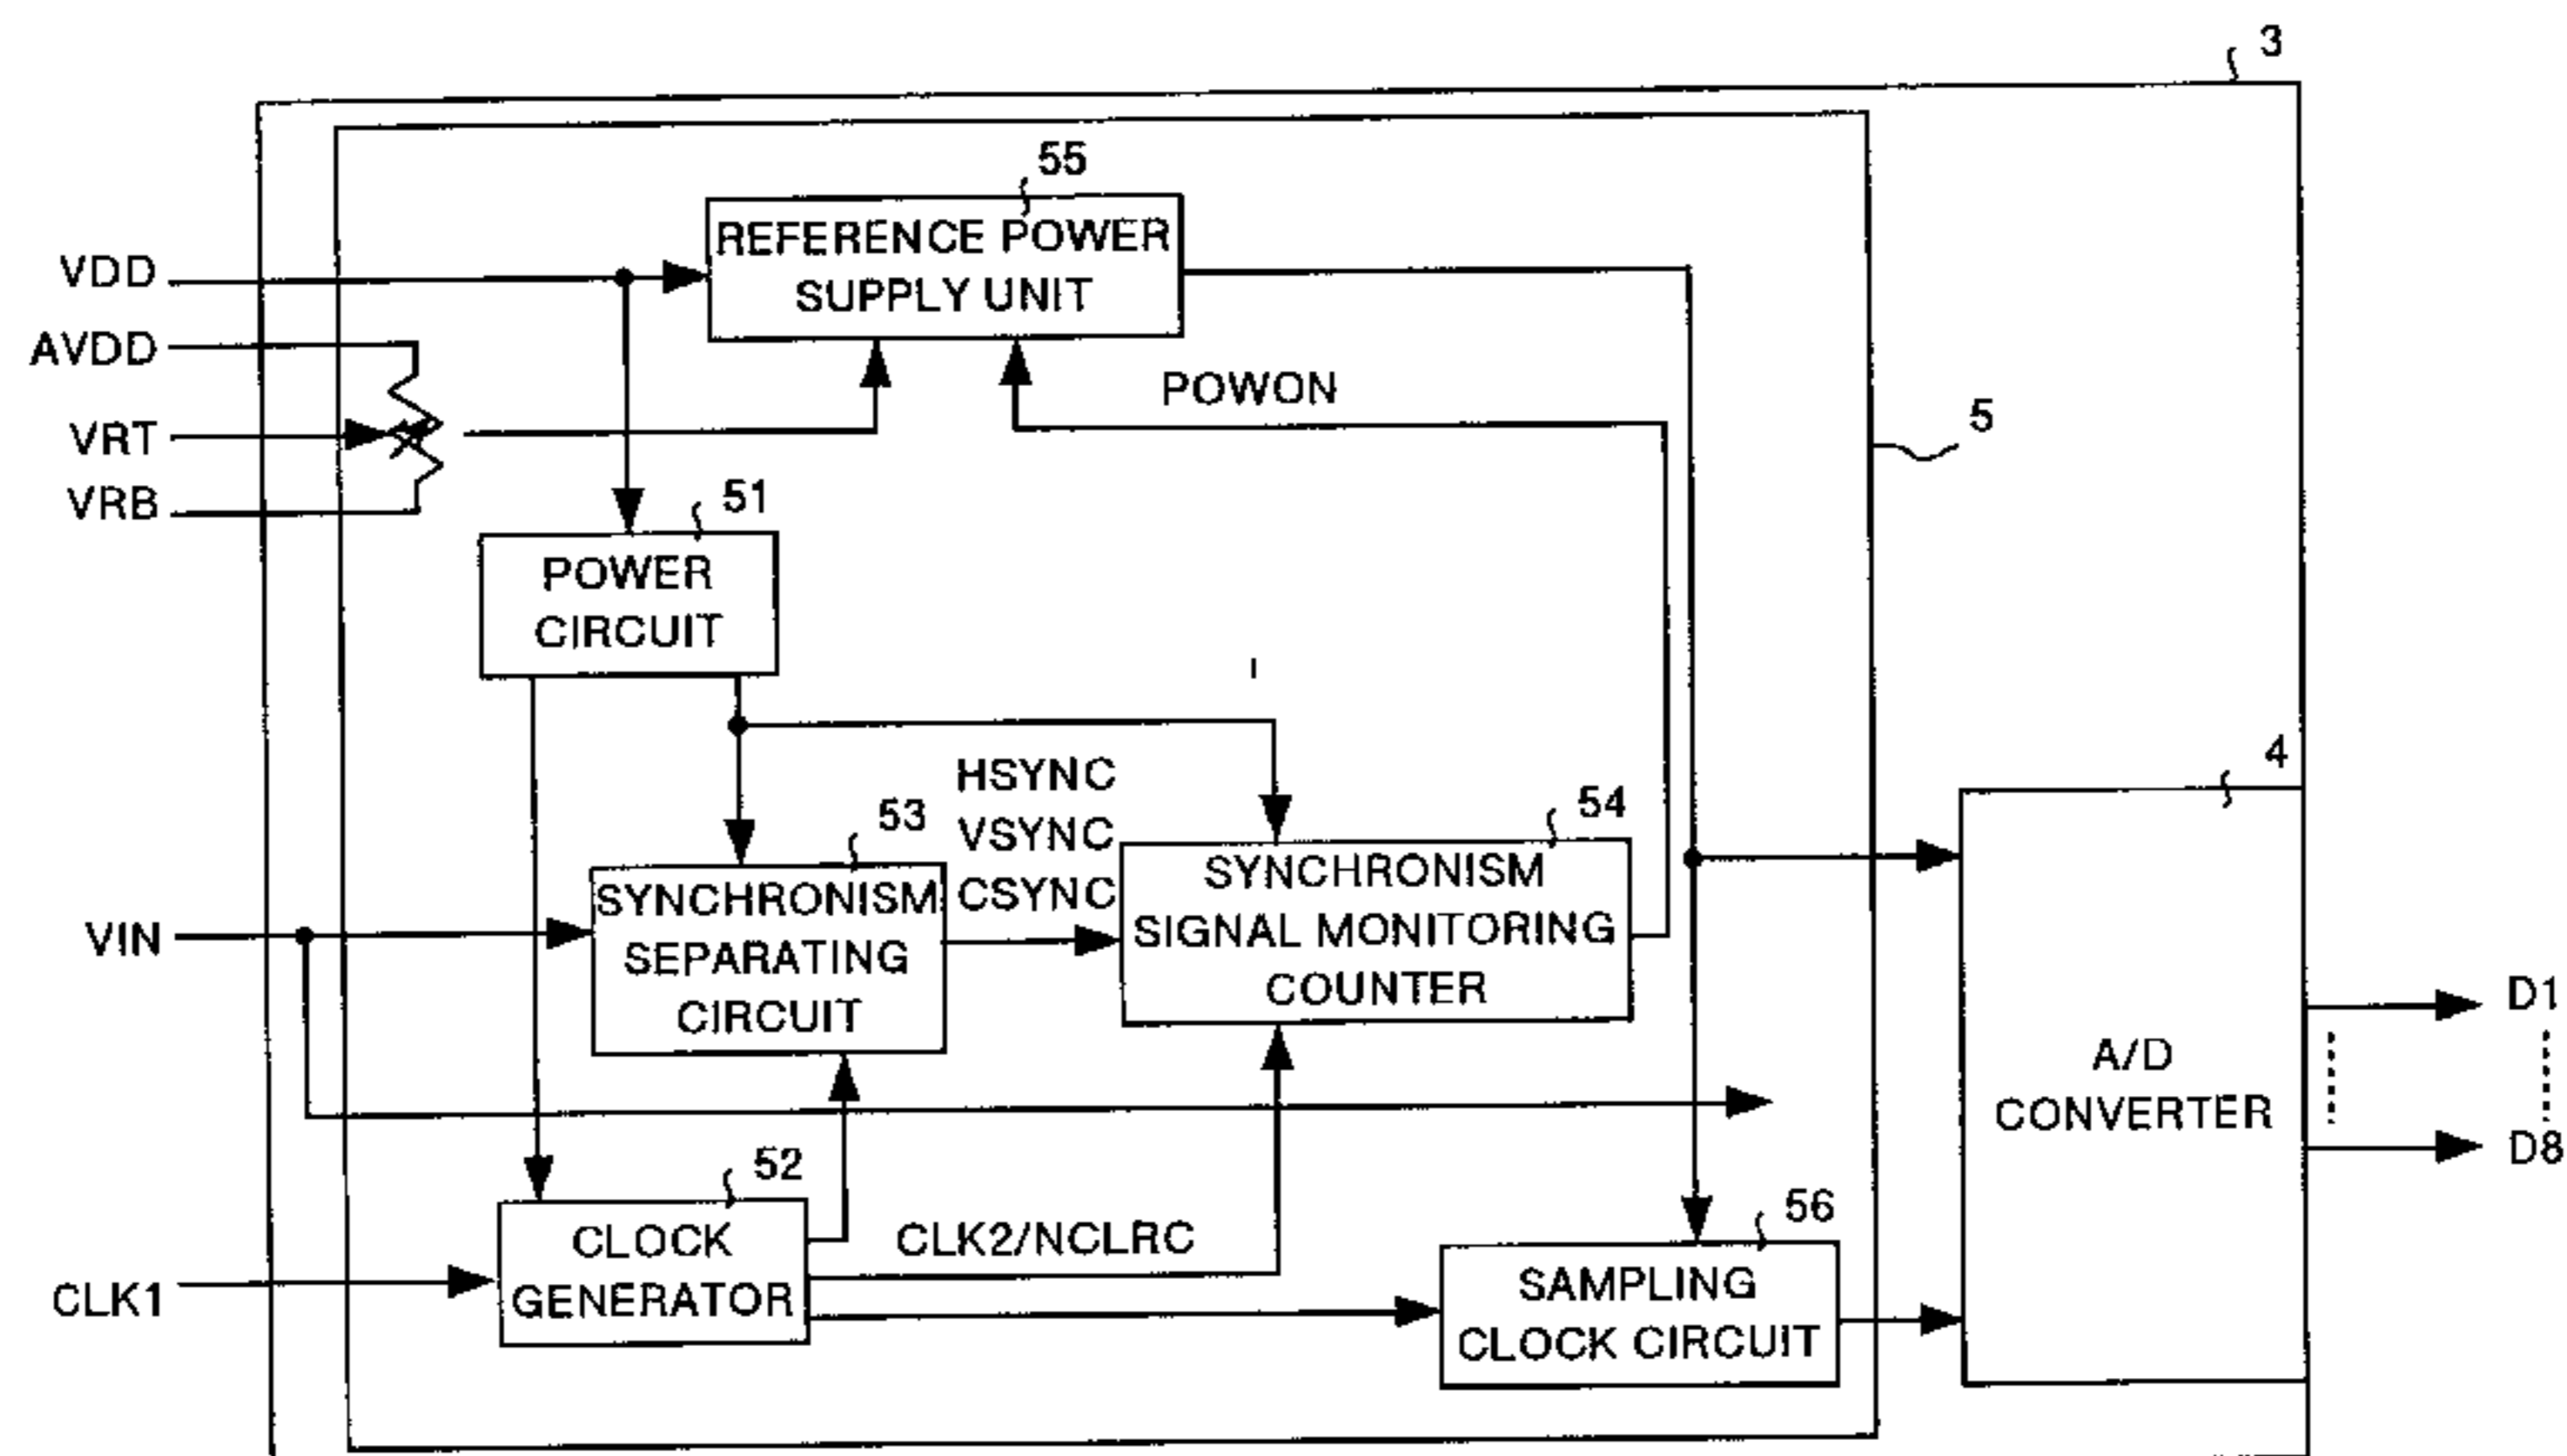 3
55
REFERENCE POWER
SUPPLY UNIT
VDD
AVDD
VRT
VRB
POWON
5
51
POWER
CIRCUIT
HSYNC
VSYNC
CSYNC
53
SYNCHRONISM
SEPARATING
CIRCUIT
54
SYNCHRONISM
SIGNAL MONITORING
COUNTER
4
A/D
CONVERTER
VIN
D1
D8
52
CLOCK
GENERATOR
CLK2/NCLRC
CLK1
56
SAMPLING
CLOCK CIRCUIT